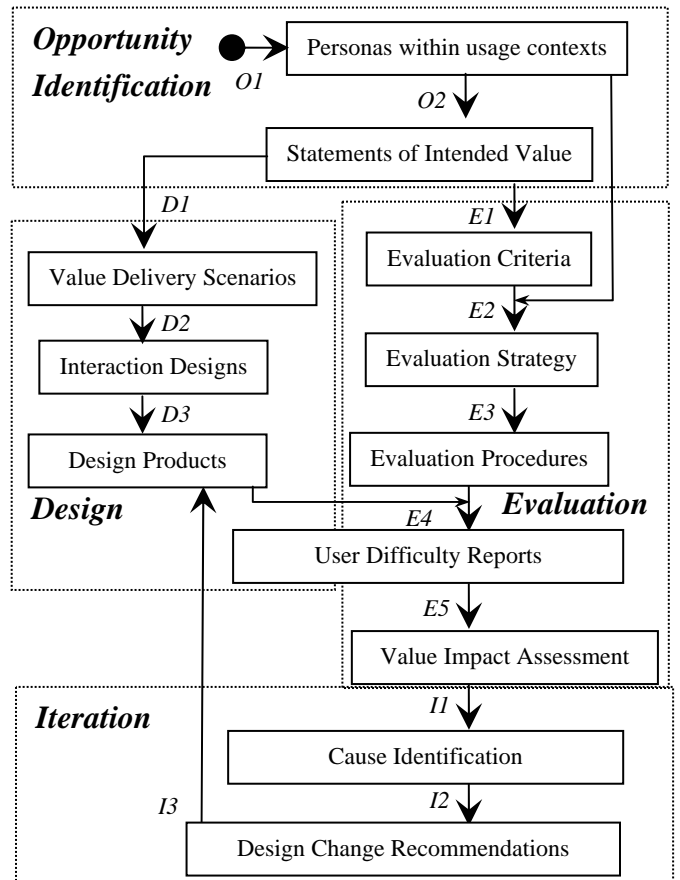 Opportunity
Identification
O1
Personas within usage contexts
O2
Statements of Intended Value
D1
E1
Value Delivery Scenarios
Evaluation Criteria
D2
E2
Interaction Designs
Evaluation Strategy
D3
E3
Design Products
Evaluation Procedures
Design
Evaluation
E4
User Difficulty Reports
E5
Value Impact Assessment
Iteration
I1
Cause Identification
I2
I3
Design Change Recommendations